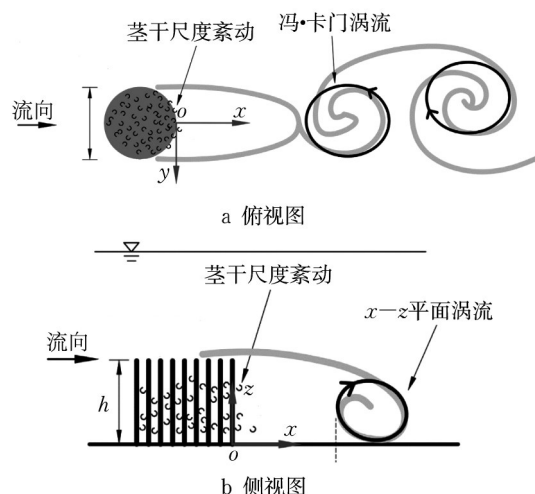 茎干尺度紊动
冯·卡门涡流
流向
o
x
y
a 俯视图
茎干尺度紊动
x—z平面涡流
流向
h
z
x
o
b 侧视图